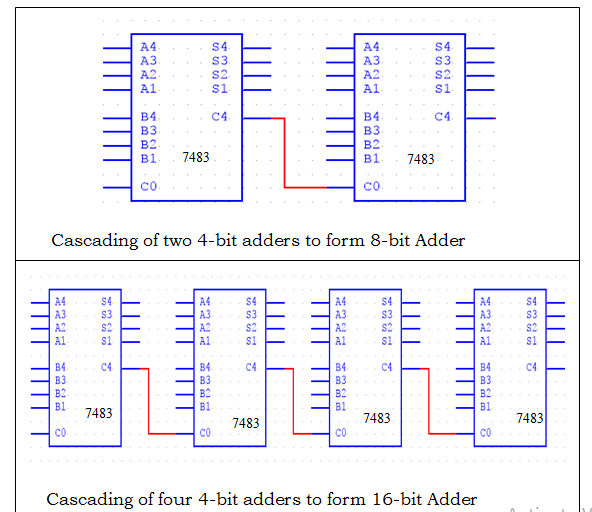 A4 S4 A4 S4
A3 S3 A3 S3
A2 S2 A2 S2
A1 S1 A1 S1
B4 C4 B4 C4
B3 B3
B2 B2
B1 7483 B1 7483
C0 C0
Cascading of two 4-bit adders to form 8-bit Adder
A4 S4 A4 S4 A4 S4 A4 S4
A3 S3 A3 S3 A3 S3 A3 S3
A2 S2 A2 S2 A2 S2 A2 S2
A1 S1 A1 S1 A1 S1 A1 S1
B4 C4 B4 C4 B4 C4 B4 C4
B3 B3 B3 B3
B2 B2 B2 B2
B1 7483 B1 7483 B1 7483 B1 7483
C0 C0 C0 C0
Cascading of four 4-bit adders to form 16-bit Adder